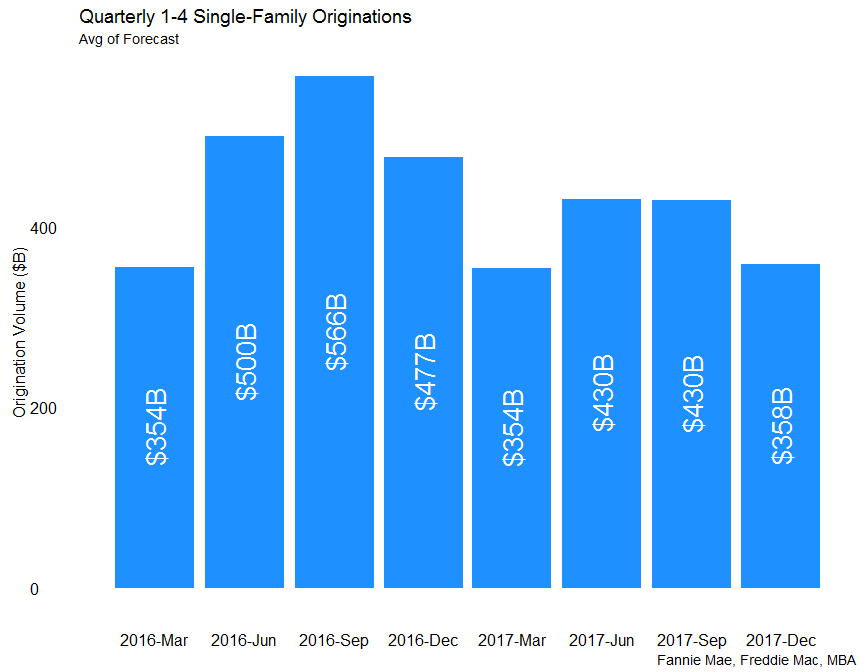 Quarterly 1-4 Single-Family Originations
Avg of Forecast
Origination Volume ($B)
400
200
0
$354B
$500B
$566B
$477B
$354B
$430B
$430B
$358B
2016-Mar
2016-Jun
2016-Sep
2016-Dec
2017-Mar
2017-Jun
2017-Sep
2017-Dec
Fannie Mae, Freddie Mac, MBA